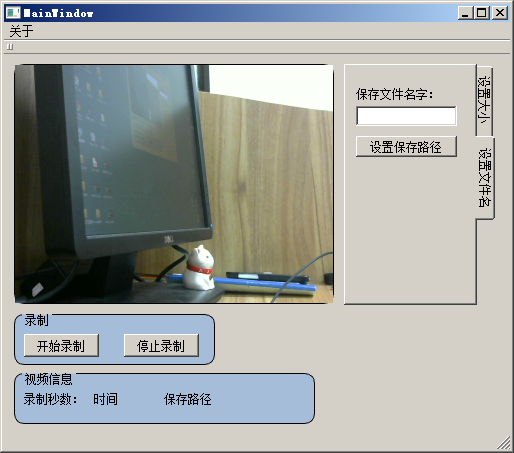 MainWindow
关于
保存文件名字:
设置保存路径
设置大小
设置文件名
DELL
录制
开始录制
停止录制
视频信息
录制秒数: 时间 保存路径